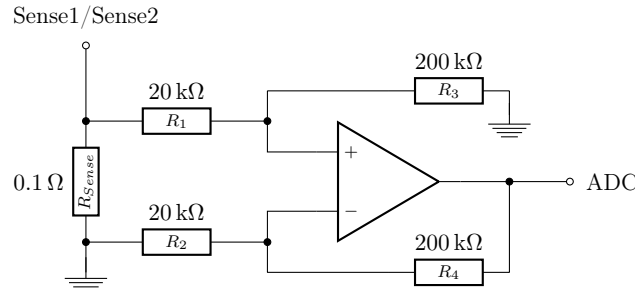 Sense1/Sense2
200 kΩ
R3
20 kΩ
R1
+
0.1 Ω
RSense
ADC
−
20 kΩ
R2
200 kΩ
R4